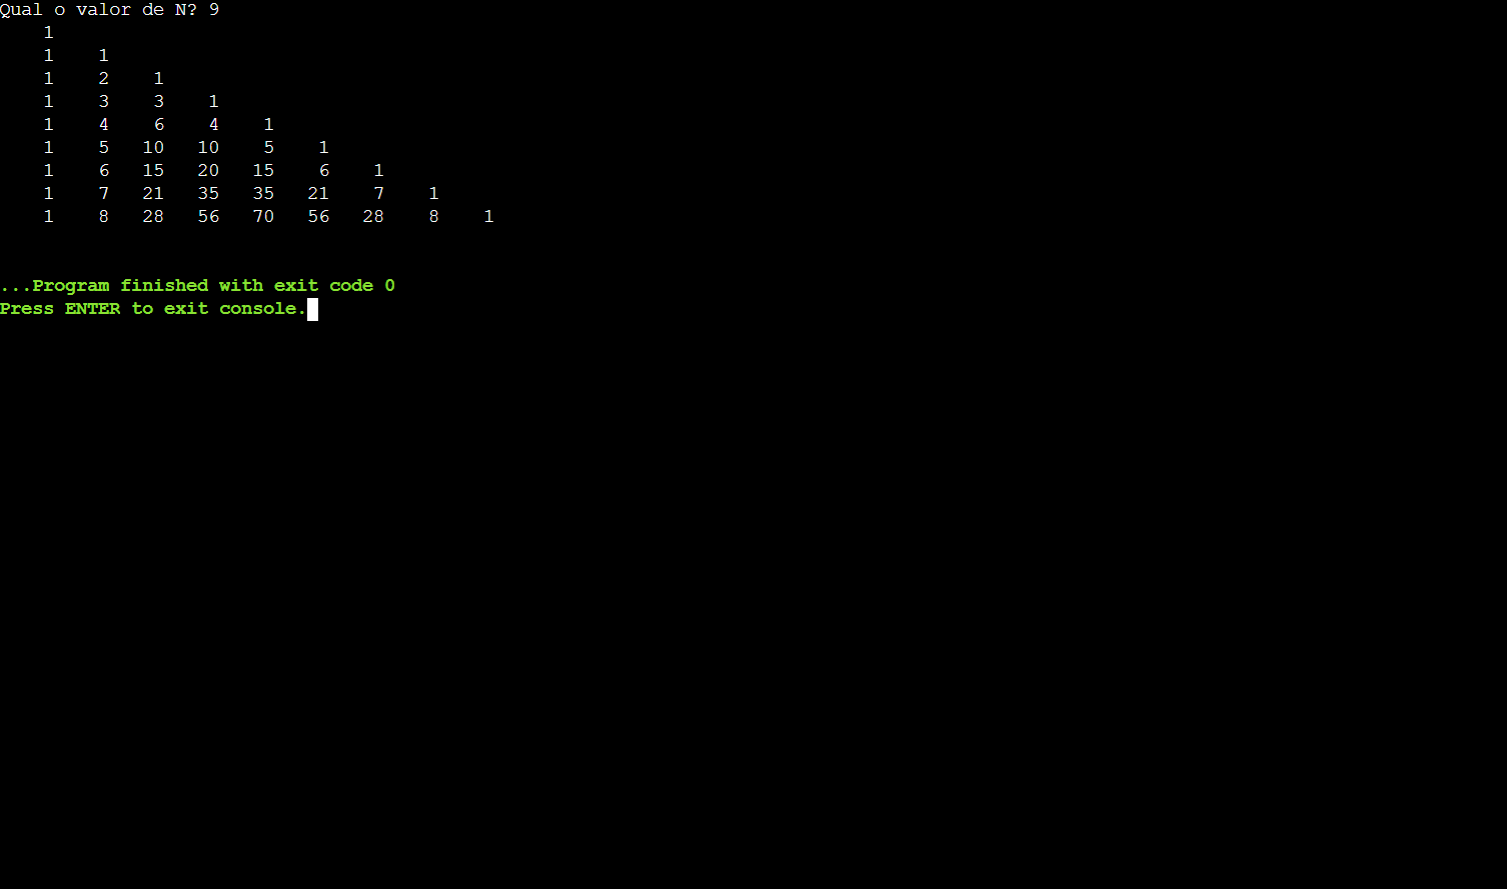 Qual o valor de N? 9
    1
    1    1
    1    2    1
    1    3    3    1
    1    4    6    4    1
    1    5   10   10    5    1
    1    6   15   20   15    6    1
    1    7   21   35   35   21    7    1
    1    8   28   56   70   56   28    8    1
...Program finished with exit code 0
Press ENTER to exit console.